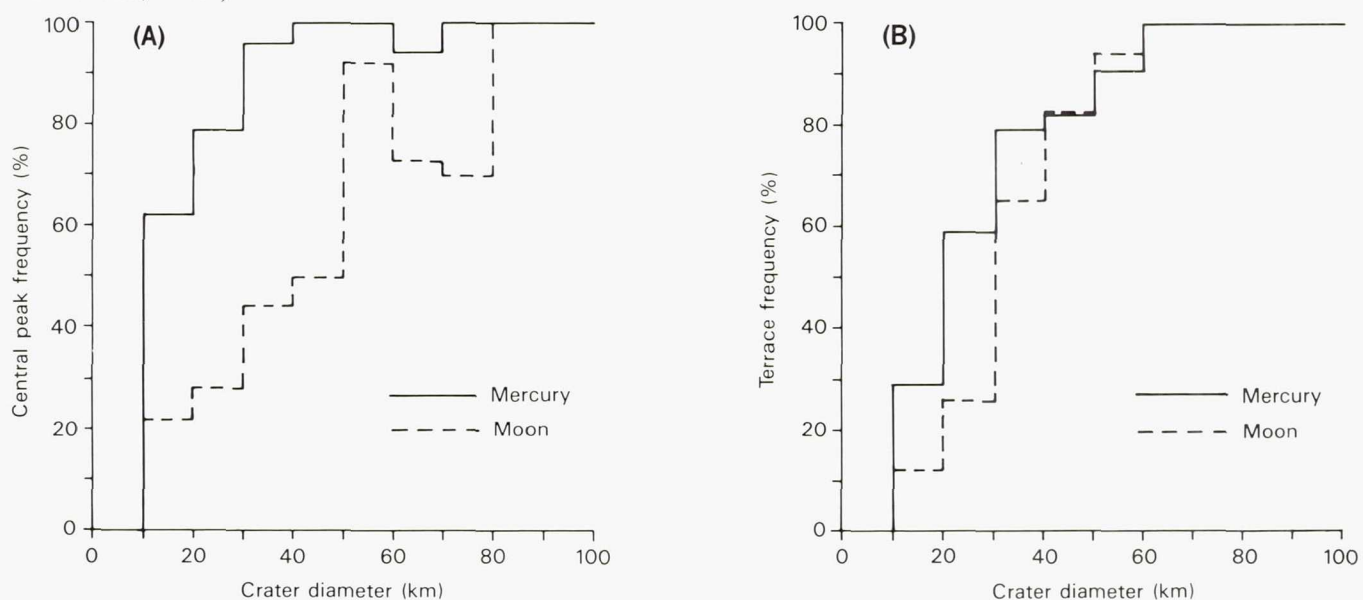 (A)
Central peak frequency (%)
100
80
60
40
20
0
0 20 40 60 80 100
Crater diameter (km)
Mercury
Moon
(B)
Terrace frequency (%)
100
80
60
40
20
0
0 20 40 60 80 100
Crater diameter (km)
Mercury
Moon